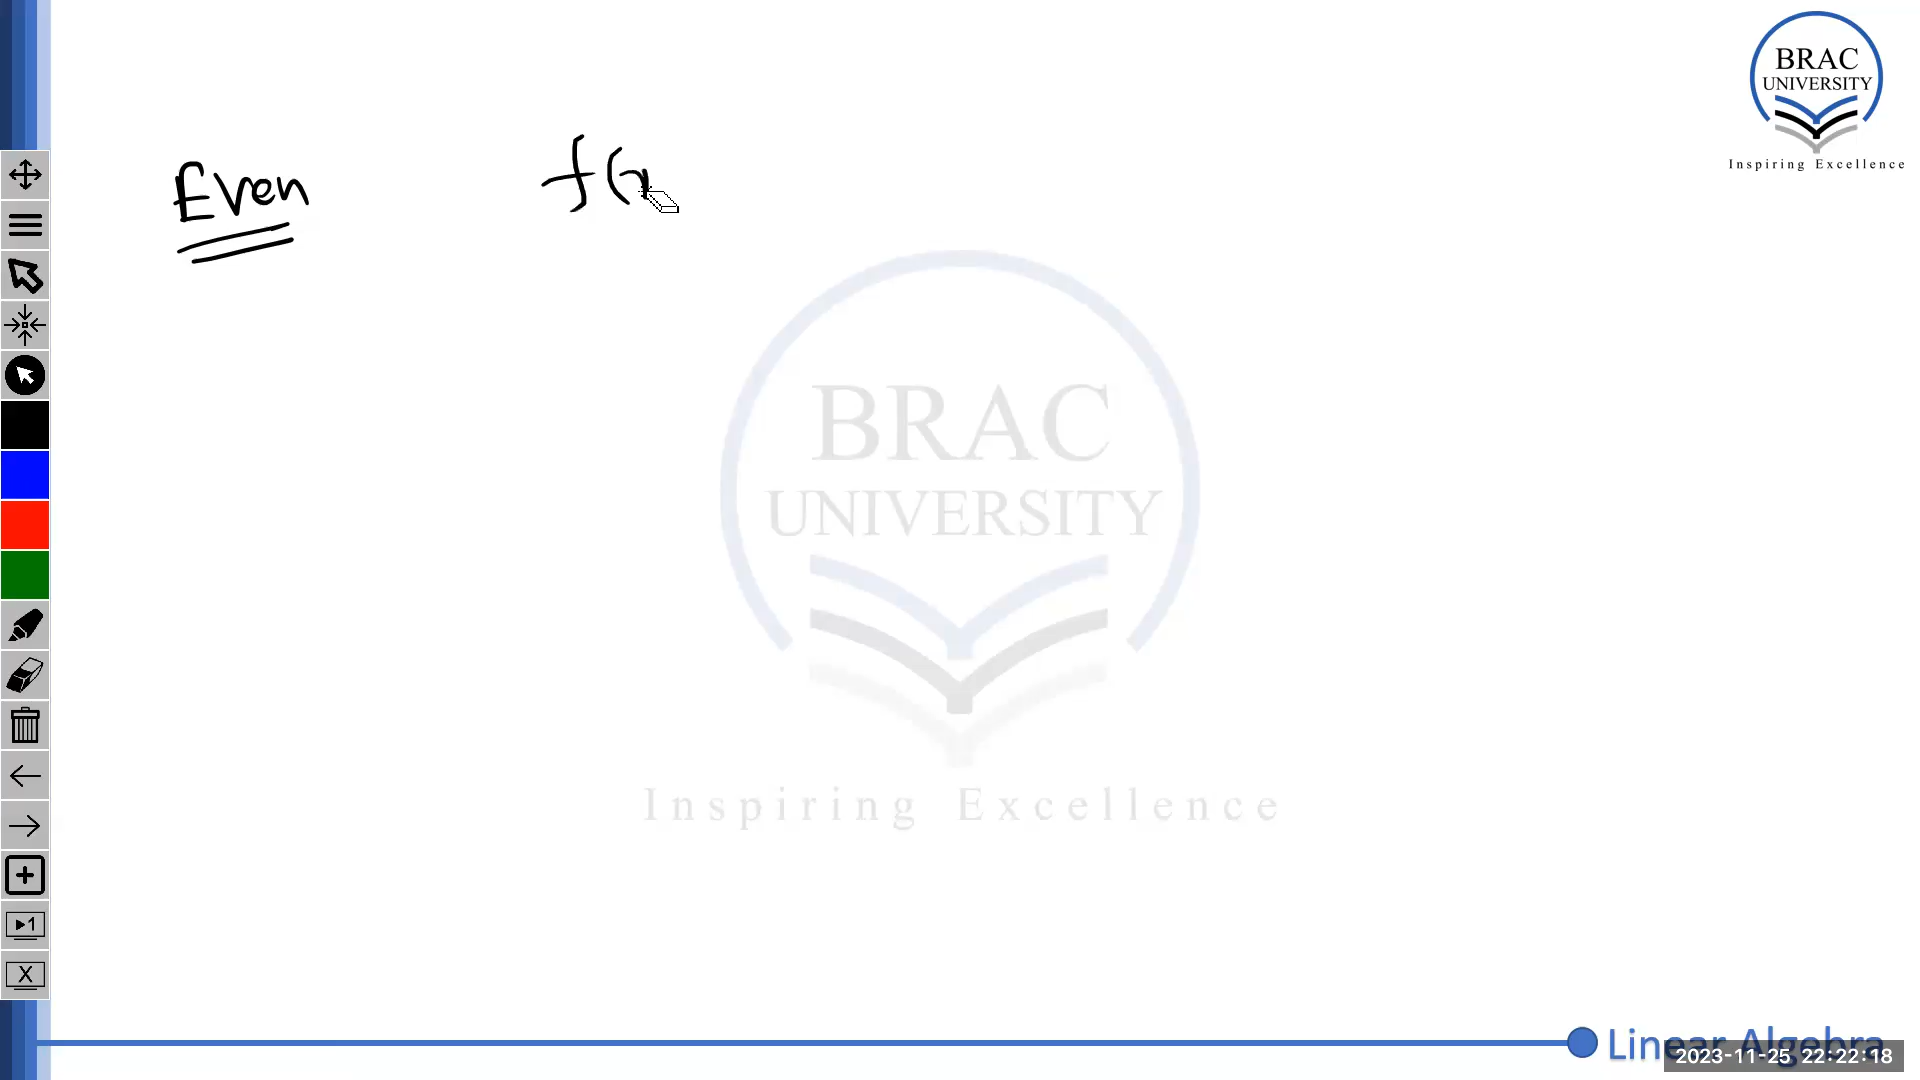 BRAC
UNIVERSITY
Inspiring Excellence
Even f(
BRAC
UNIVERSITY
Inspiring Excellence
Linear Algebra
2023-11-25 22:22:18